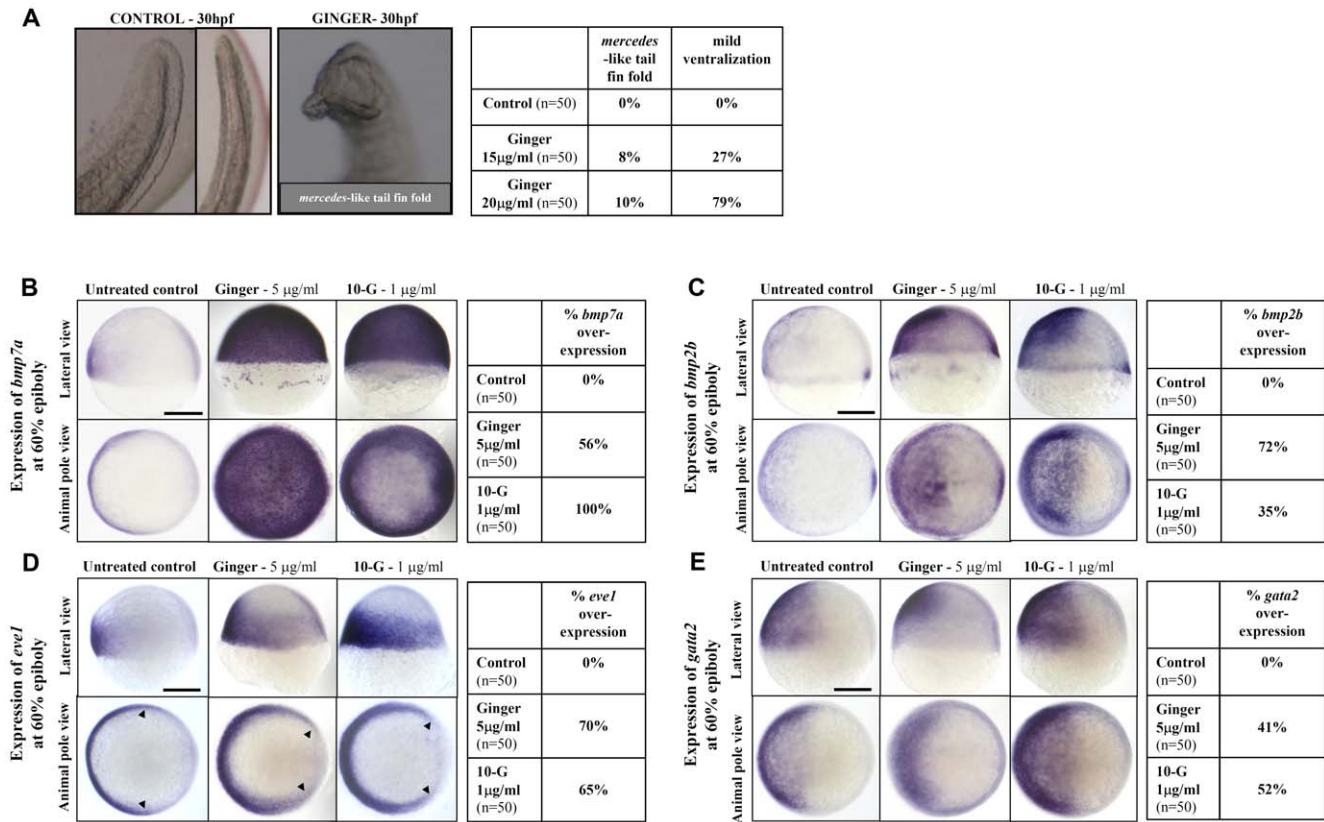 A
CONTROL - 30hpf
GINGER- 30hpf
mercedes-like tail fin fold
mercedes
-like tail
fin fold
mild
ventralization
Control (n=50)
0%
0%
Ginger
15μg/ml (n=50)
8%
27%
Ginger
20μg/ml (n=50)
10%
79%
B
Untreated control
Ginger - 5 μg/ml
10-G - 1 μg/ml
Expression of bmp7a
at 60% epiboly
Lateral view
Animal pole view
% bmp7a
over-
expression
Control
(n=50)
0%
Ginger
5μg/ml
(n=50)
56%
10-G
1μg/ml
(n=50)
100%
C
Untreated control
Ginger - 5 μg/ml
10-G - 1 μg/ml
Expression of bmp2b
at 60% epiboly
Lateral view
Animal pole view
% bmp2b
over-
expression
Control
(n=50)
0%
Ginger
5μg/ml
(n=50)
72%
10-G
1μg/ml
(n=50)
35%
D
Untreated control
Ginger - 5 μg/ml
10-G - 1 μg/ml
Expression of eve1
at 60% epiboly
Lateral view
Animal pole view
% eve1
over-
expression
Control
(n=50)
0%
Ginger
5μg/ml
(n=50)
70%
10-G
1μg/ml
(n=50)
65%
E
Untreated control
Ginger - 5 μg/ml
10-G - 1 μg/ml
Expression of gata2
at 60% epiboly
Lateral view
Animal pole view
% gata2
over-
expression
Control
(n=50)
0%
Ginger
5μg/ml
(n=50)
41%
10-G
1μg/ml
(n=50)
52%